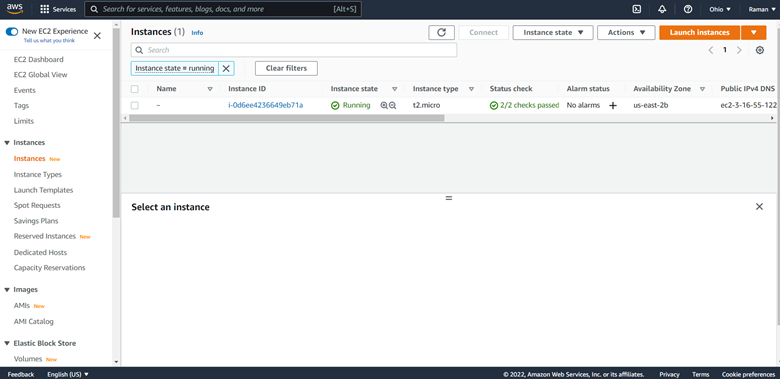 aws
Services
Search for services, features, blogs, docs, and more
[Alt+S]
Ohio
Raman
New EC2 Experience
Tell us what you think
EC2 Dashboard
EC2 Global View
Events
Tags
Limits
Instances
Instances New
Instance Types
Launch Templates
Spot Requests
Savings Plans
Reserved Instances New
Dedicated Hosts
Capacity Reservations
Images
AMIs New
AMI Catalog
Elastic Block Store
Volumes New
Instances (1) Info
Connect
Instance state
Actions
Launch instances
Search
1
Instance state = running
Clear filters
Name Instance ID Instance state Instance type Status check Alarm status Availability Zone Public IPv4 DNS
– i-0d6ee4236649eb71a Running t2.micro 2/2 checks passed No alarms + us-east-2b ec2-3-16-55-122
Select an instance
Feedback English (US) © 2022, Amazon Web Services, Inc. or its affiliates. Privacy Terms Cookie preferences